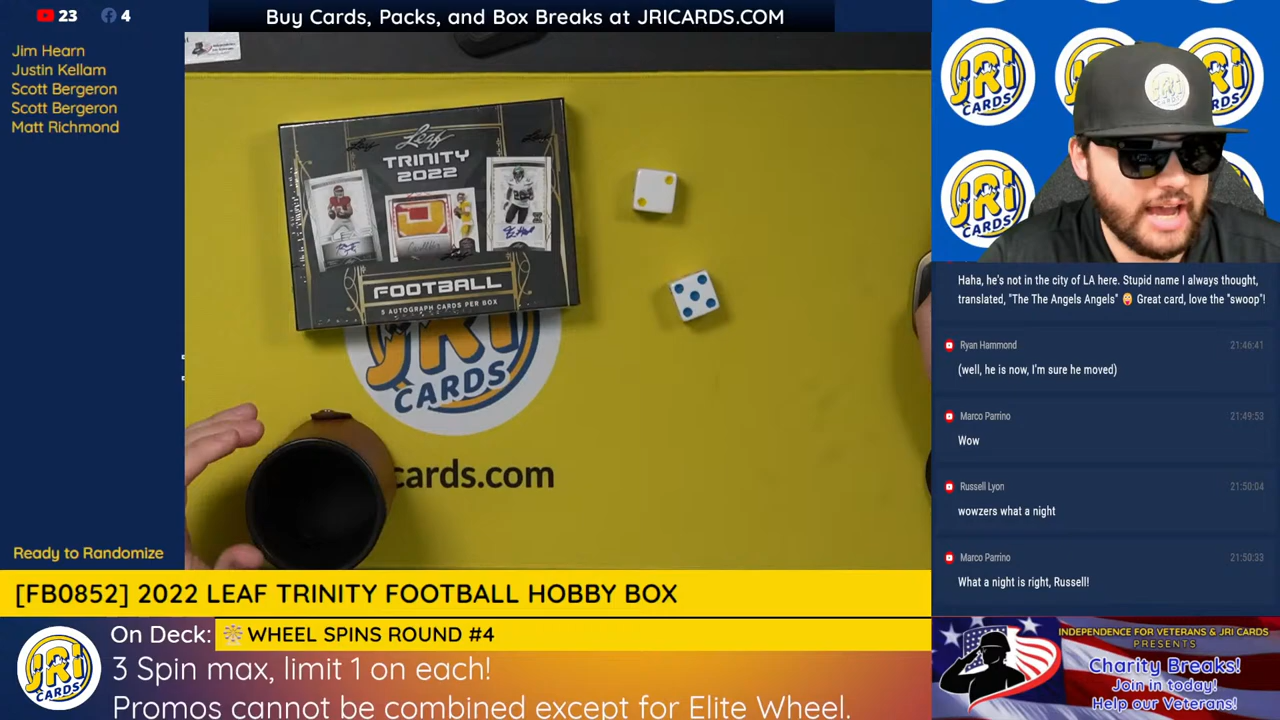 23
4
Buy Cards, Packs, and Box Breaks at JRICARDS.COM
Jim Hearn
Justin Kellam
Scott Bergeron
Scott Bergeron
Matt Richmond
Ready to Randomize
Leaf
TRINITY
2022
FOOTBALL
5 AUTOGRAPH CARDS PER BOX
JRI
CARDS
cards.com
JRI
CARDS
JRI
CARDS
Haha, he's not in the city of LA here. Stupid name I always thought,
translated, "The The Angels Angels" 🤪 Great card, love the "swoop"!
Ryan Hammond 21:46:41
(well, he is now, I'm sure he moved)
Marco Parrino 21:49:53
Wow
Russell Lyon 21:50:04
wowzers what a night
Marco Parrino 21:50:33
What a night is right, Russell!
[FB0852] 2022 LEAF TRINITY FOOTBALL HOBBY BOX
On Deck: WHEEL SPINS ROUND #4
3 Spin max, limit 1 on each!
Promos cannot be combined except for Elite Wheel.
JRI
CARDS
INDEPENDENCE FOR VETERANS & JRI CARDS
PRESENTS
Charity Breaks!
Join in today!
Help our Veterans!